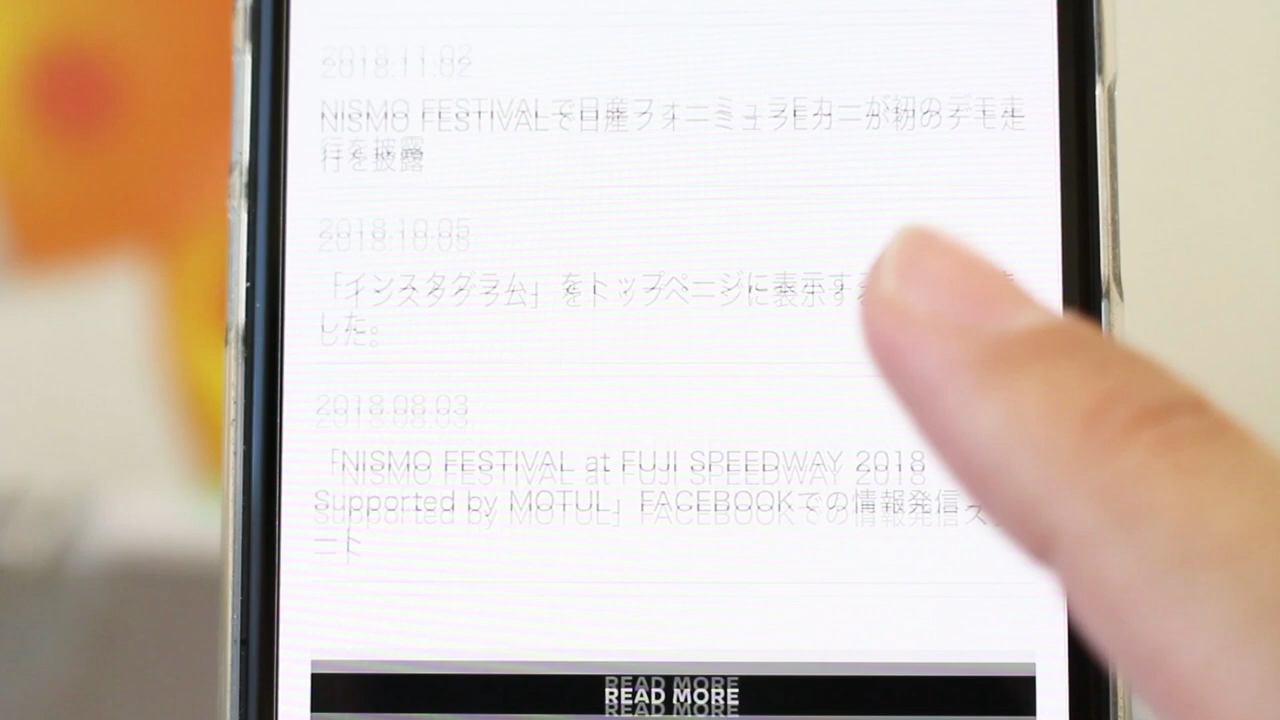 2018.11.02
NISMO FESTIVALで日産フォーミュラEカーが初のデモ走
行を披露
2018.10.05
「インスタグラム」をトップページに表示する
した。
2018.08.03
「NISMO FESTIVAL at FUJI SPEEDWAY 2018
Supported by MOTUL」FACEBOOKでの情報発信ス
ート
READ MORE